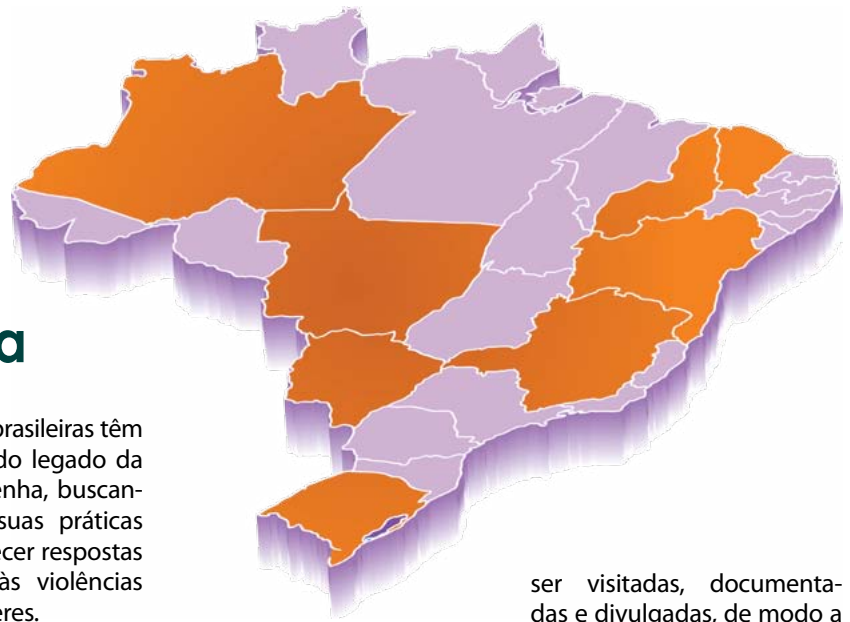 a
brasileiras têm
do legado da
enha, buscan-
suas práticas
ecer respostas
às violências
eres.
ser visitadas, documenta-
das e divulgadas, de modo a